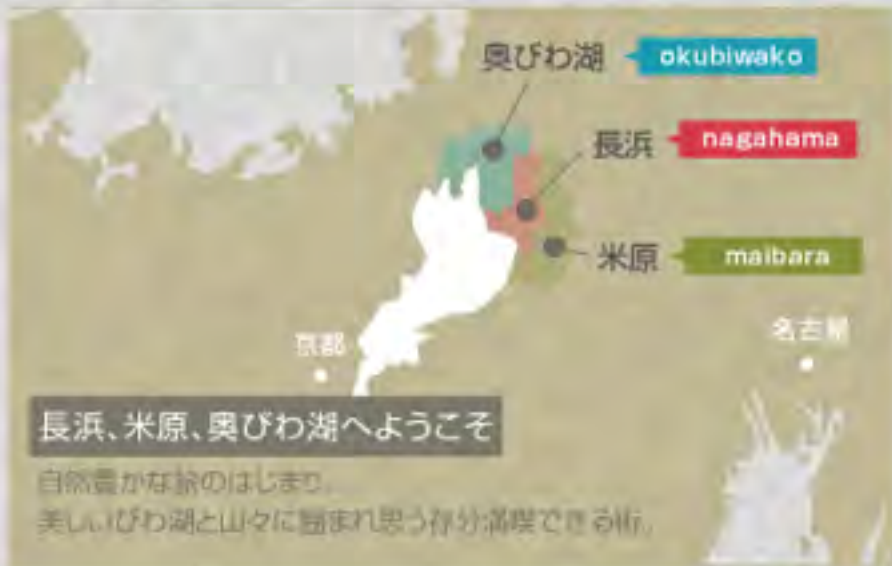 奥びわ湖 okubiwako
長浜 nagahama
米原 maibara
名古屋
京都
長浜、米原、奥びわ湖へようこそ
自然豊かな旅のはじまり。
美しいびわ湖と山々に囲まれ思う存分満喫できる術。